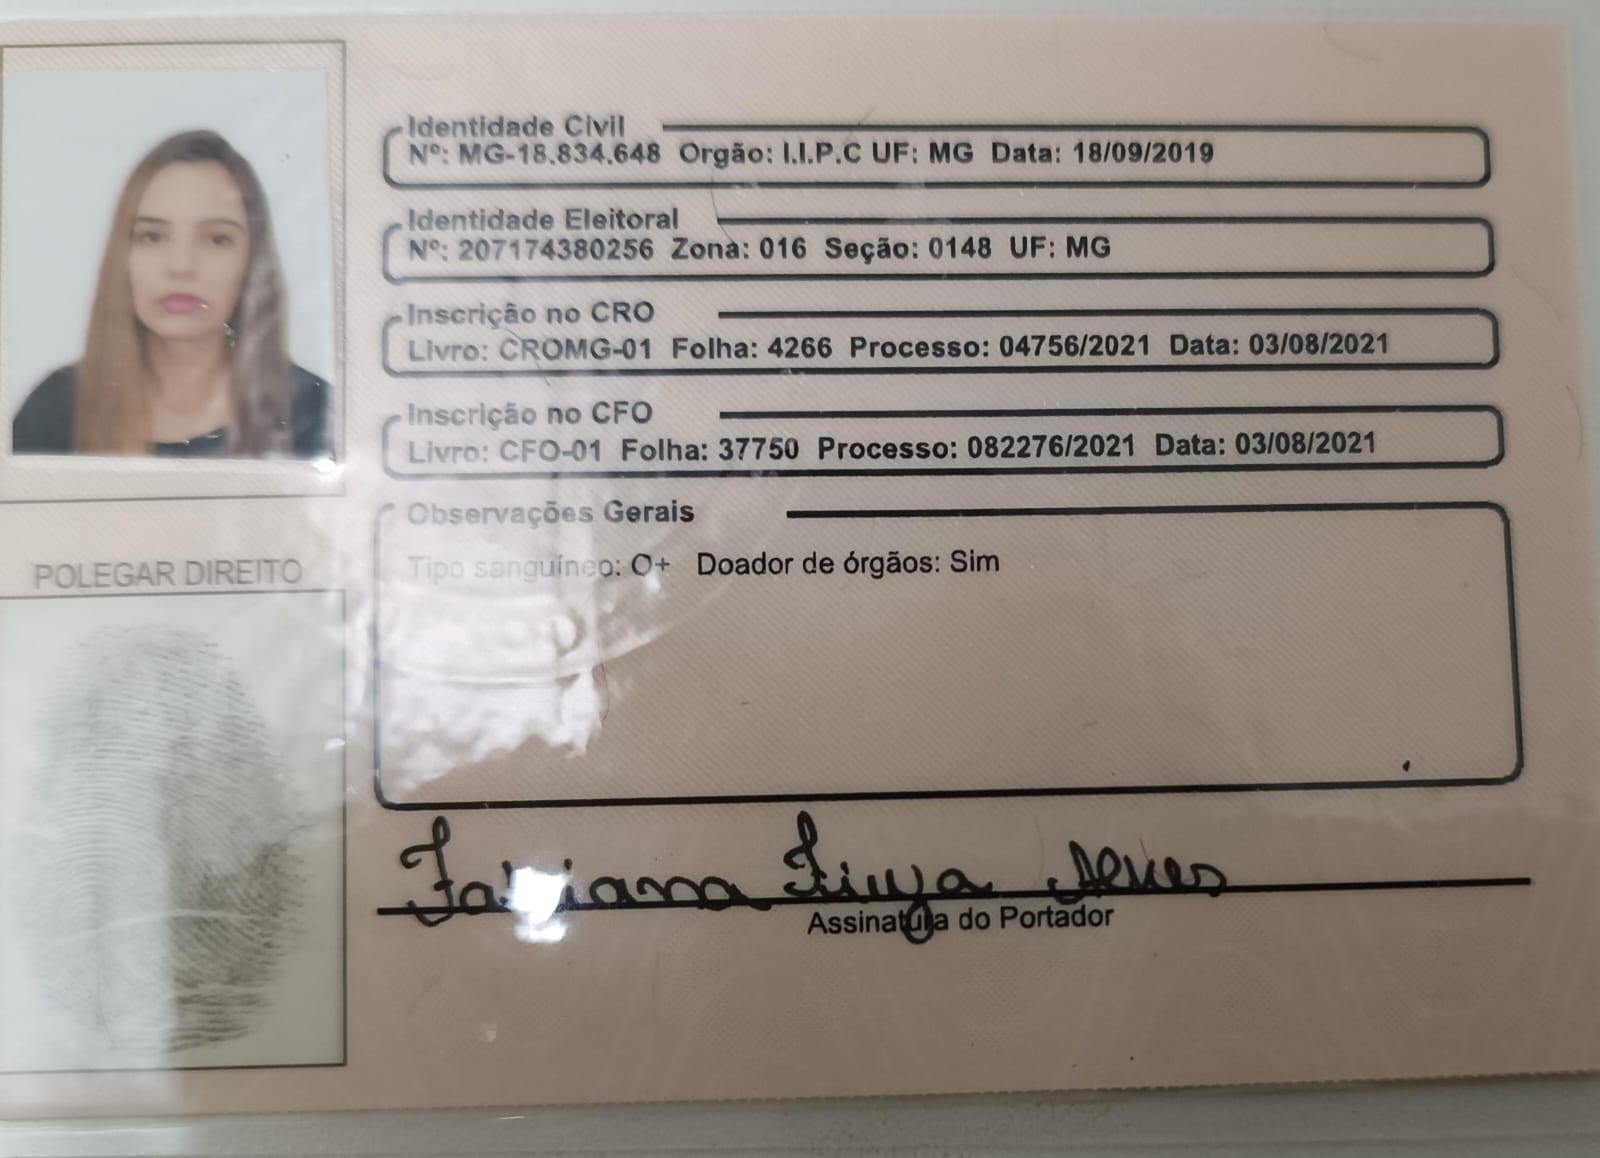 Identidade Civil
Nº: MG-18.834.648 Orgão: I.I.P.C UF: MG Data: 18/09/2019
Identidade Eleitoral
Nº: 207174380256 Zona: 016 Seção: 0148 UF: MG
Inscrição no CRO
Livro: CROMG-01 Folha: 4266 Processo: 04756/2021 Data: 03/08/2021
Inscrição no CFO
Livro: CFO-01 Folha: 37750 Processo: 082276/2021 Data: 03/08/2021
Observações Gerais
Tipo sanguíneo: O+ Doador de órgãos: Sim
POLEGAR DIREITO
Fabiana Alves
Assinatura do Portador